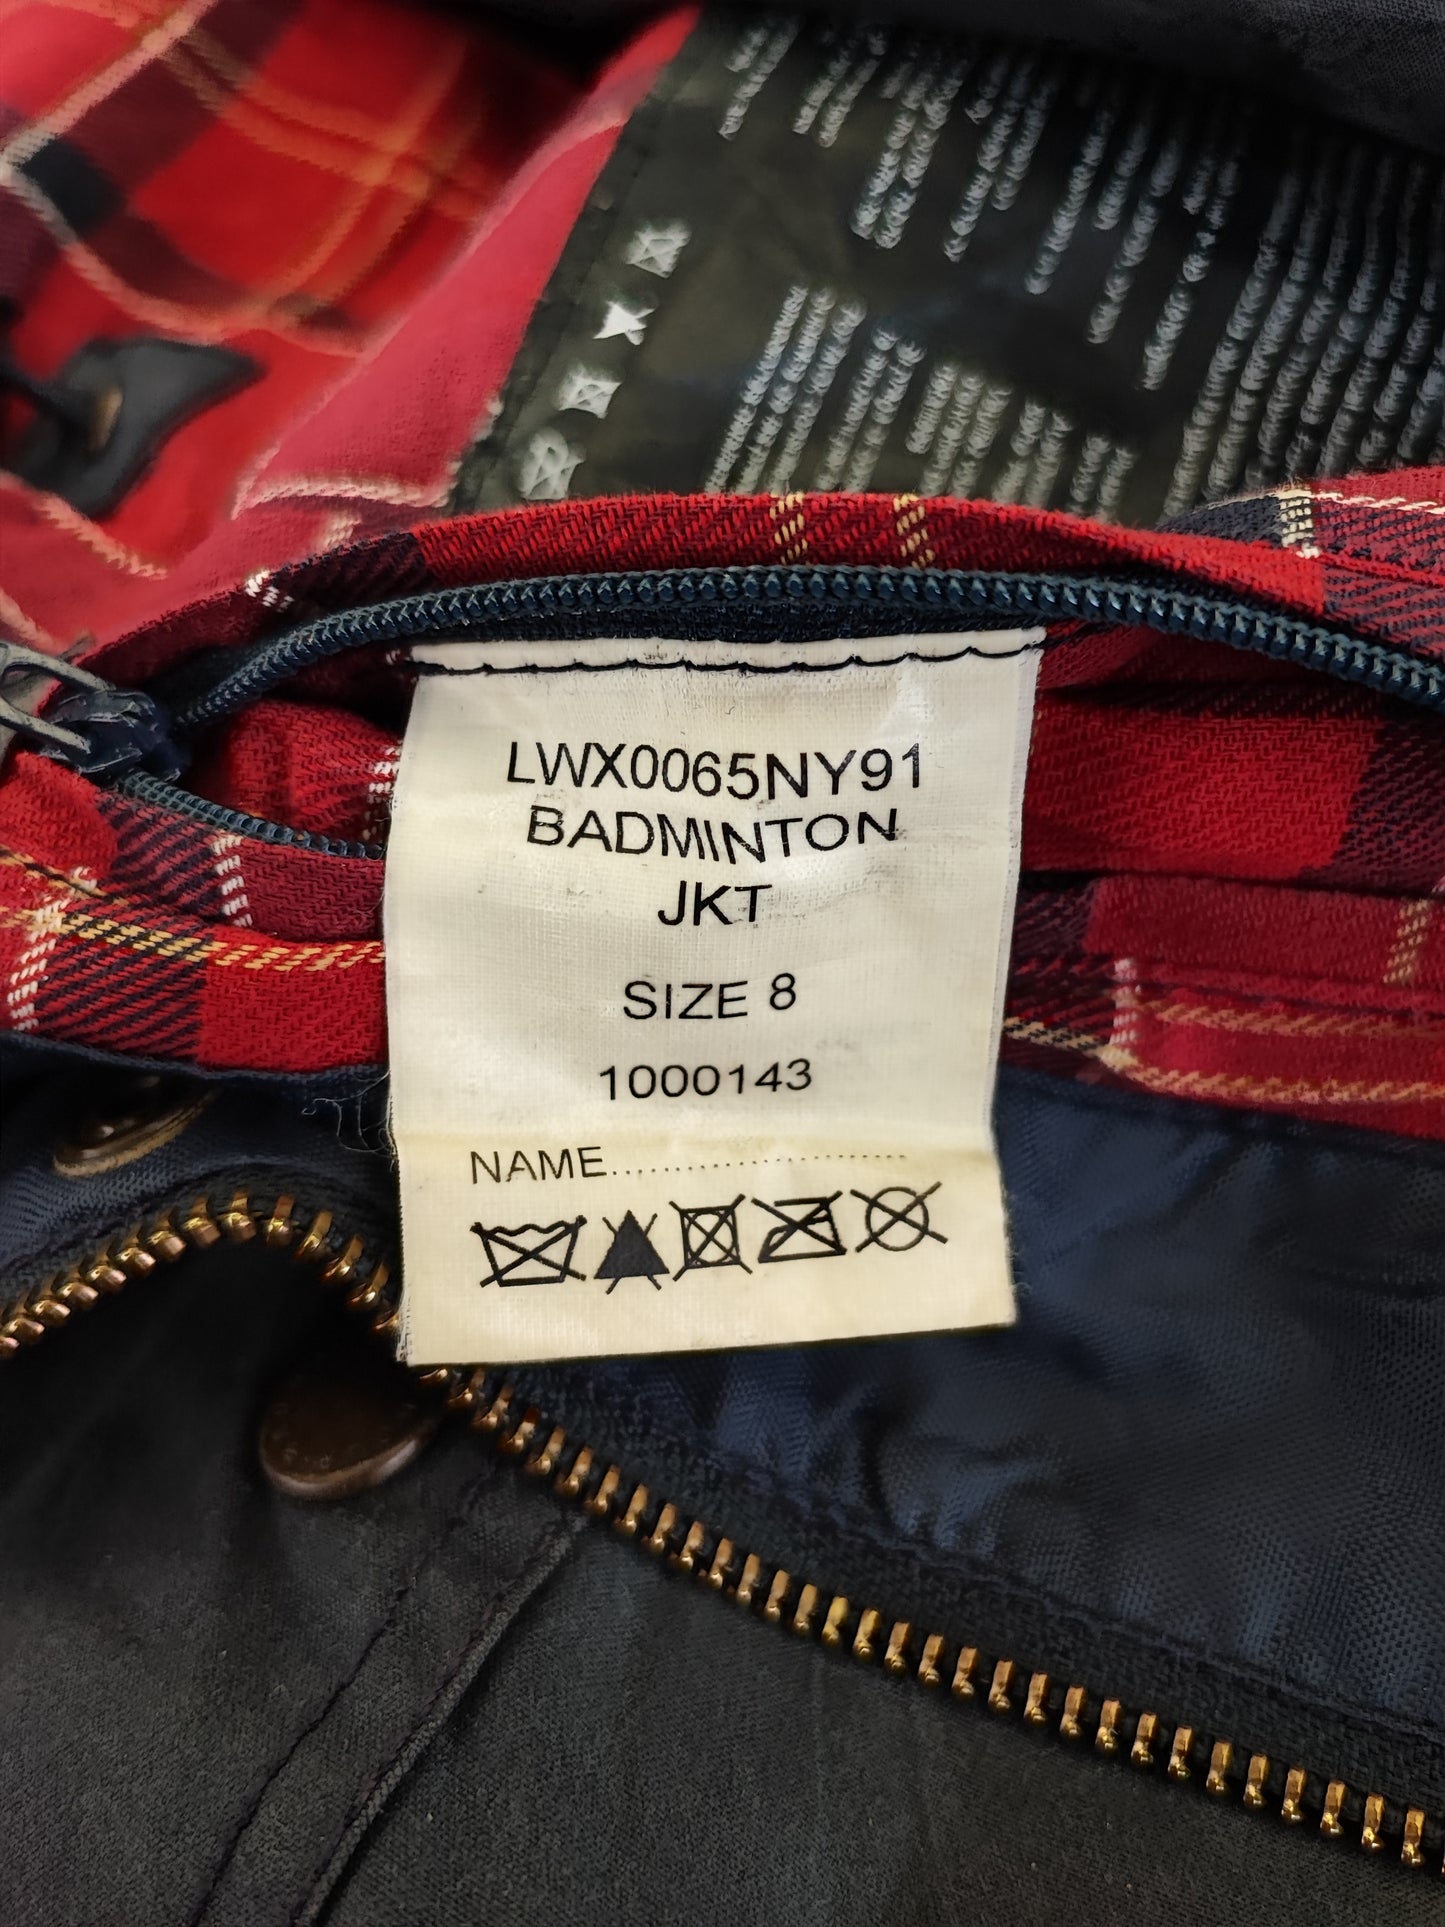 LWX0065NY91
BADMINTON
JKT
SIZE 8
1000143
NAME..............................